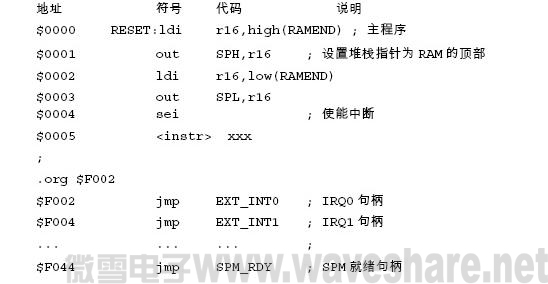 地址 符号 代码 说明
$0000 RESET:ldi r16,high(RAMEND) ; 主程序
$0001 out SPH,r16 ; 设置堆栈指针为 RAM 的顶部
$0002 ldi r16,low(RAMEND)
$0003 out SPL,r16
$0004 sei ; 使能中断
$0005 <instr> xxx
;
.org $F002
$F002 jmp EXT_INT0 ; IRQ0 句柄
$F004 jmp EXT_INT1 ; IRQ1 句柄
... ... ... ;
$F044 jmp SPM_RDY ; SPM 就绪句柄
微雪电子 www.waveshare.net